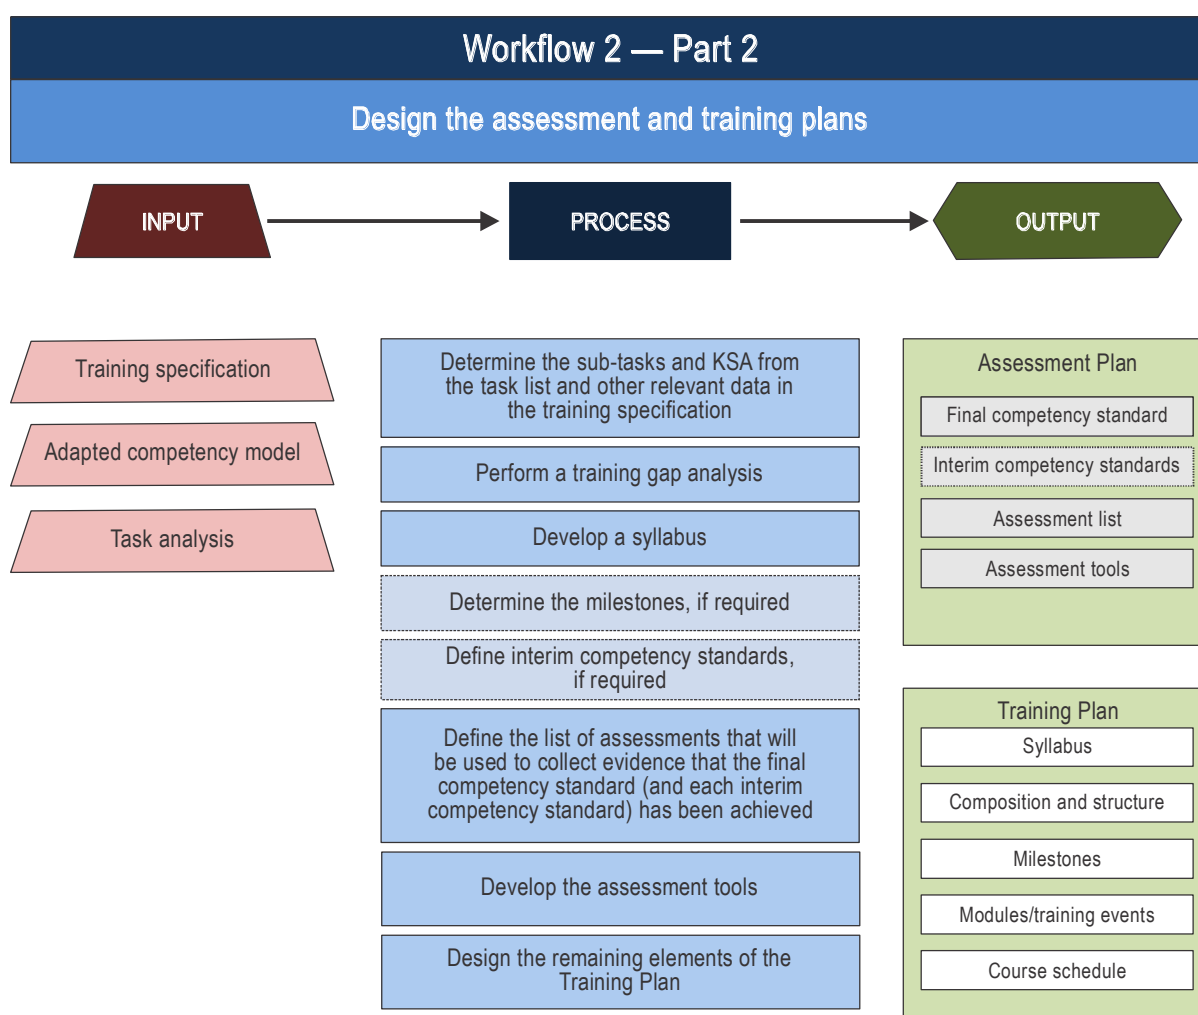 Workflow 2 — Part 2
Design the assessment and training plans
INPUT
PROCESS
OUTPUT
Training specification
Adapted competency model
Task analysis
Determine the sub-tasks and KSA from
the task list and other relevant data in
the training specification
Perform a training gap analysis
Develop a syllabus
Determine the milestones, if required
Define interim competency standards,
if required
Define the list of assessments that will
be used to collect evidence that the final
competency standard (and each interim
competency standard) has been achieved
Develop the assessment tools
Design the remaining elements of the
Training Plan
Assessment Plan
Final competency standard
Interim competency standards
Assessment list
Assessment tools
Training Plan
Syllabus
Composition and structure
Milestones
Modules/training events
Course schedule